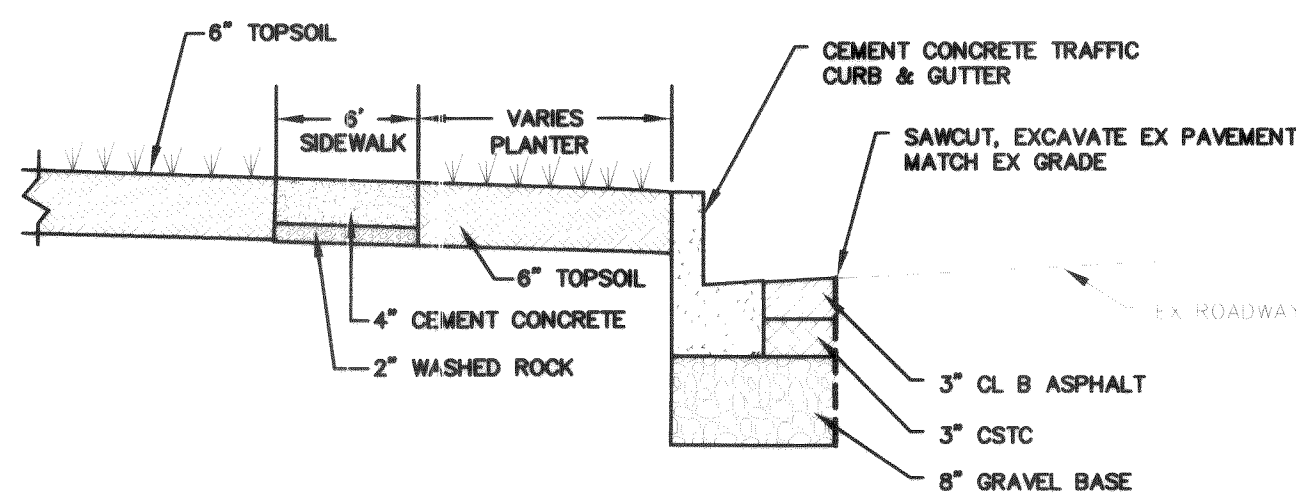 6" TOPSOIL
CEMENT CONCRETE TRAFFIC
CURB & GUTTER
6'
SIDEWALK
VARIES
PLANTER
SAWCUT, EXCAVATE EX PAVEMENT
MATCH EX GRADE
6" TOPSOIL
4" CEMENT CONCRETE
2" WASHED ROCK
EX ROADWAY
3" CL B ASPHALT
3" CSTC
8" GRAVEL BASE